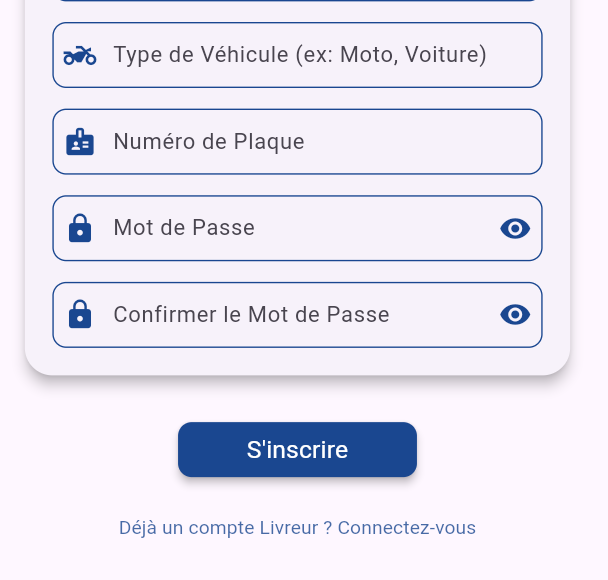 Type de Véhicule (ex: Moto, Voiture)
Numéro de Plaque
Mot de Passe
Confirmer le Mot de Passe
S'inscrire
Déjà un compte Livreur ? Connectez-vous